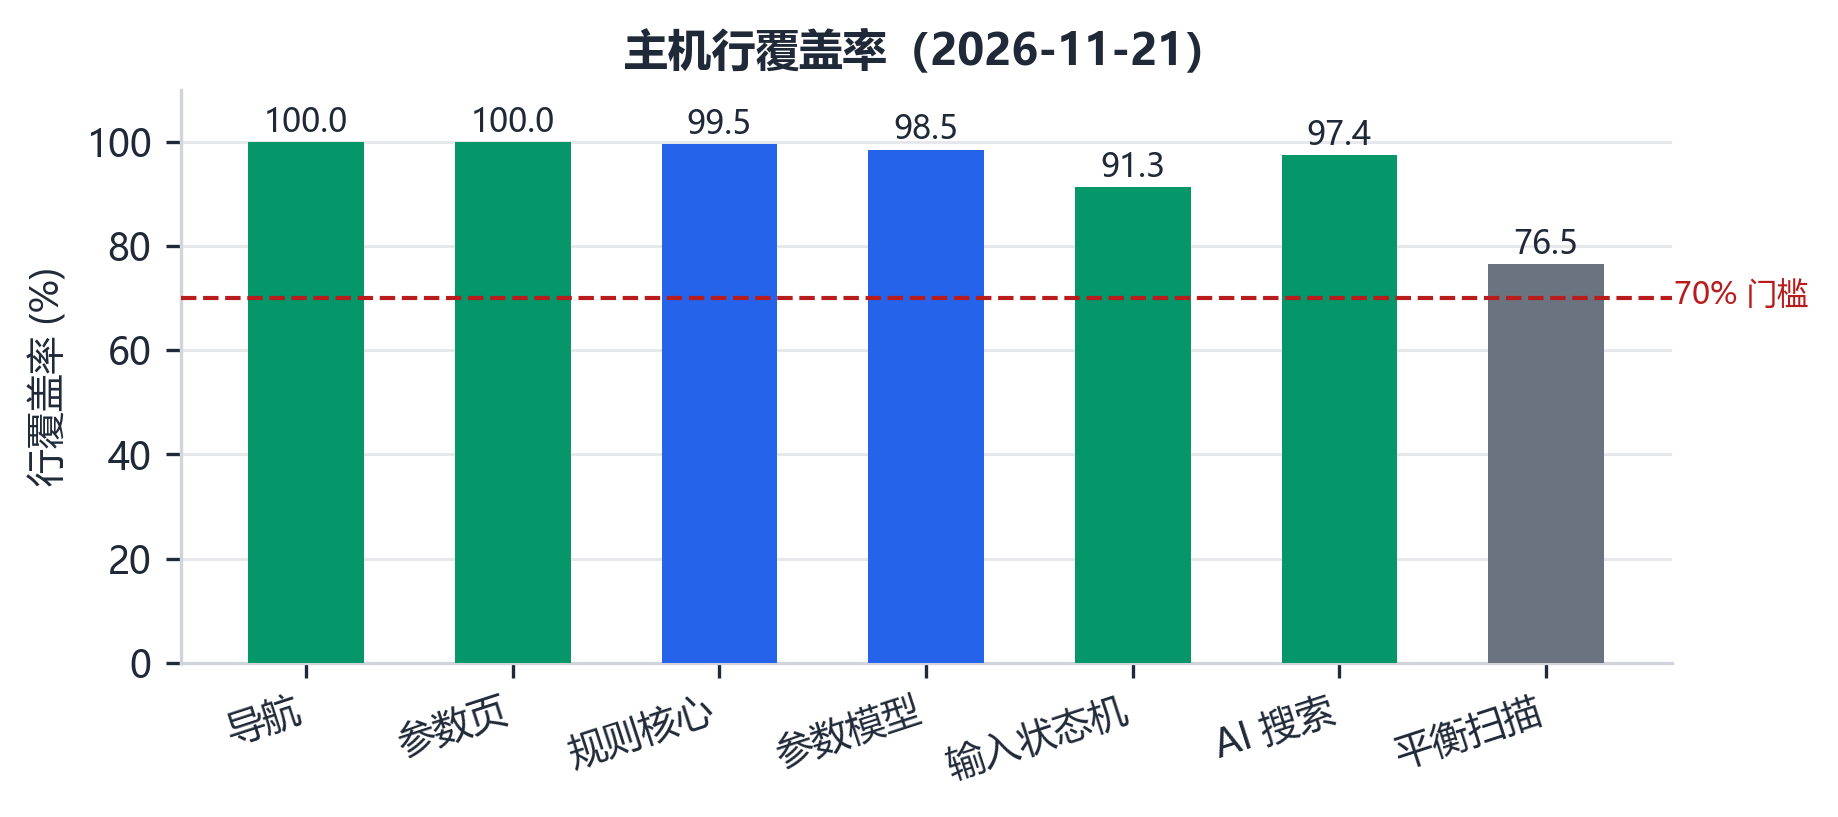 主机行覆盖率（2026-11-21）
100.0
100.0
99.5
98.5
91.3
97.4
76.5
100
80
60
40
20
0
行覆盖率 (%)
70% 门槛
导航
参数页
规则核心
参数模型
输入状态机
AI 搜索
平衡扫描